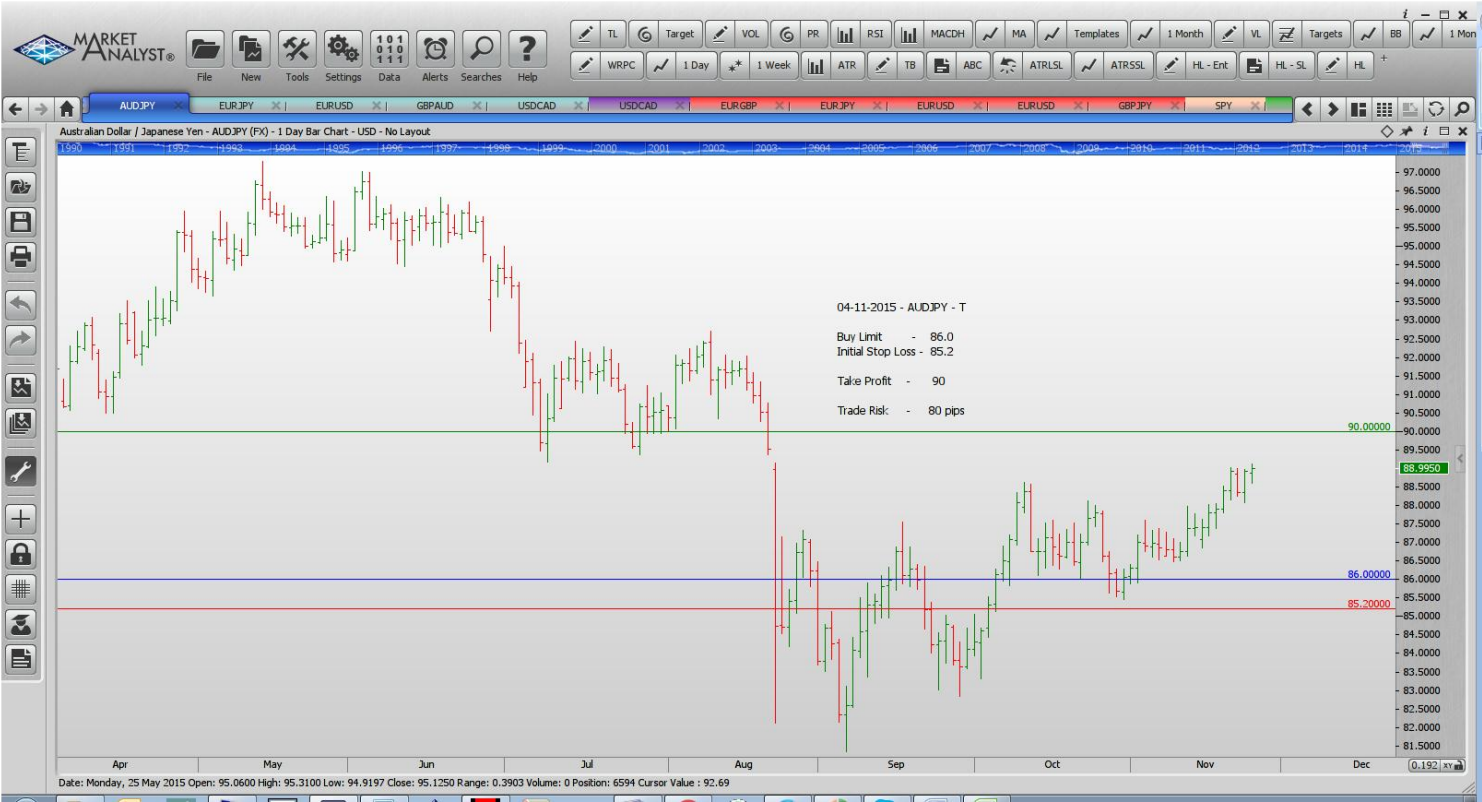 MARKET
ANALYST®
File New Tools Settings Data Alerts Searches Help
TL Target VOL PR RSI MACDH MA Templates 1 Month VL Targets BB 1 Mon
WRPC 1 Day 1 Week ATR TB ABC ATRLSL ATRSSL HL - Ent HL - SL HL +
AUDJPY EURJPY EURUSD GBPAUD USDCAD USDCAD EURGBP EURJPY EURUSD EURUSD GBPJPY SPY
Australian Dollar / Japanese Yen - AUDJPY (FX) - 1 Day Bar Chart - USD - No Layout
1990 1991 1992 1993 1994 1995 1996 1997 1998 1999 2000 2001 2002 2003 2004 2005 2006 2007 2008 2009 2010 2011 2012 2013 2014 2015
97.0000
96.5000
96.0000
95.5000
95.0000
94.5000
94.0000
93.5000
04-11-2015 - AUDJPY - T
93.0000
Buy Limit - 86.0
92.5000
Initial Stop Loss - 85.2
92.0000
91.5000
Take Profit - 90
91.0000
Trade Risk - 80 pips
90.5000
90.00000
90.0000
89.5000
88.9950
88.5000
88.0000
87.5000
87.0000
86.5000
86.00000
86.0000
85.5000
85.20000
85.0000
84.5000
84.0000
83.5000
83.0000
82.5000
82.0000
81.5000
Apr May Jun Jul Aug Sep Oct Nov Dec
0.192 XY
Date: Monday, 25 May 2015 Open: 95.0600 High: 95.3100 Low: 94.9197 Close: 95.1250 Range: 0.3903 Volume: 0 Position: 6594 Cursor Value : 92.69